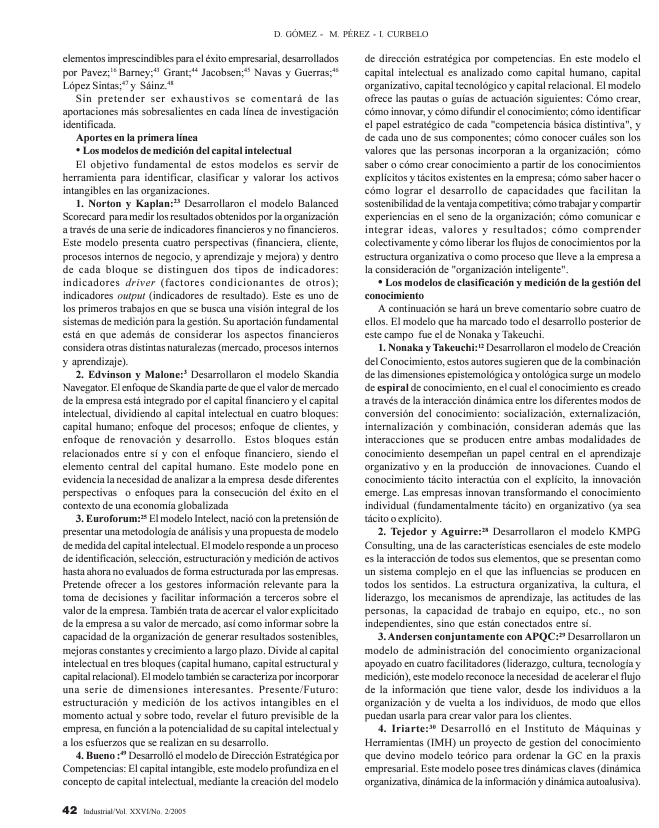 D. GÓMEZ - M. PÉREZ - I. CURBELO
elementos imprescindibles para el éxito empresarial, desarrollados
por Pavez;¹⁶ Barney;⁴³ Grant;⁴⁴ Jacobsen;⁴⁵ Navas y Guerras;⁴⁶
López Sintas;⁴⁷ y Sáinz.⁴⁸
Sin pretender ser exhaustivos se comentará de las
aportaciones más sobresalientes en cada línea de investigación
identificada.
Aportes en la primera línea
• Los modelos de medición del capital intelectual
El objetivo fundamental de estos modelos es servir de
herramienta para identificar, clasificar y valorar los activos
intangibles en las organizaciones.
1. Norton y Kaplan:²³ Desarrollaron el modelo Balanced
Scorecard para medir los resultados obtenidos por la organización
a través de una serie de indicadores financieros y no financieros.
Este modelo presenta cuatro perspectivas (financiera, cliente,
procesos internos de negocio, y aprendizaje y mejora) y dentro
de cada bloque se distinguen dos tipos de indicadores:
indicadores driver (factores condicionantes de otros);
indicadores output (indicadores de resultado). Este es uno de
los primeros trabajos en que se busca una visión integral de los
sistemas de medición para la gestión. Su aportación fundamental
está en que además de considerar los aspectos financieros
considera otras distintas naturalezas (mercado, procesos internos
y aprendizaje).
2. Edvinson y Malone:³ Desarrollaron el modelo Skandia
Navegator. El enfoque de Skandia parte de que el valor de mercado
de la empresa está integrado por el capital financiero y el capital
intelectual, dividiendo al capital intelectual en cuatro bloques:
capital humano; enfoque del procesos; enfoque de clientes, y
enfoque de renovación y desarrollo. Estos bloques están
relacionados entre sí y con el enfoque financiero, siendo el
elemento central del capital humano. Este modelo pone en
evidencia la necesidad de analizar a la empresa desde diferentes
perspectivas o enfoques para la consecución del éxito en el
contexto de una economía globalizada
3. Euroforum:²⁵ El modelo Intelect, nació con la pretensión de
presentar una metodología de análisis y una propuesta de modelo
de medida del capital intelectual. El modelo responde a un proceso
de identificación, selección, estructuración y medición de activos
hasta ahora no evaluados de forma estructurada por las empresas.
Pretende ofrecer a los gestores información relevante para la
toma de decisiones y facilitar información a terceros sobre el
valor de la empresa. También trata de acercar el valor explicitado
de la empresa a su valor de mercado, así como informar sobre la
capacidad de la organización de generar resultados sostenibles,
mejoras constantes y crecimiento a largo plazo. Divide al capital
intelectual en tres bloques (capital humano, capital estructural y
capital relacional). El modelo también se caracteriza por incorporar
una serie de dimensiones interesantes. Presente/Futuro:
estructuración y medición de los activos intangibles en el
momento actual y sobre todo, revelar el futuro previsible de la
empresa, en función a la potencialidad de su capital intelectual y
a los esfuerzos que se realizan en su desarrollo.
4. Bueno :⁴⁹ Desarrolló el modelo de Dirección Estratégica por
Competencias: El capital intangible, este modelo profundiza en el
concepto de capital intelectual, mediante la creación del modelo
de dirección estratégica por competencias. En este modelo el
capital intelectual es analizado como capital humano, capital
organizativo, capital tecnológico y capital relacional. El modelo
ofrece las pautas o guías de actuación siguientes: Cómo crear,
cómo innovar, y cómo difundir el conocimiento; cómo identificar
el papel estratégico de cada "competencia básica distintiva", y
de cada uno de sus componentes; cómo conocer cuáles son los
valores que las personas incorporan a la organización; cómo
saber o cómo crear conocimiento a partir de los conocimientos
explícitos y tácitos existentes en la empresa; cómo saber hacer o
cómo lograr el desarrollo de capacidades que facilitan la
sostenibilidad de la ventaja competitiva; cómo trabajar y compartir
experiencias en el seno de la organización; cómo comunicar e
integrar ideas, valores y resultados; cómo comprender
colectivamente y cómo liberar los flujos de conocimientos por la
estructura organizativa o como proceso que lleve a la empresa a
la consideración de "organización inteligente".
• Los modelos de clasificación y medición de la gestión del
conocimiento
A continuación se hará un breve comentario sobre cuatro de
ellos. El modelo que ha marcado todo el desarrollo posterior de
este campo fue el de Nonaka y Takeuchi.
1. Nonaka y Takeuchi:¹² Desarrollaron el modelo de Creación
del Conocimiento, estos autores sugieren que de la combinación
de las dimensiones epistemológica y ontológica surge un modelo
de espiral de conocimiento, en el cual el conocimiento es creado
a través de la interacción dinámica entre los diferentes modos de
conversión del conocimiento: socialización, externalización,
internalización y combinación, consideran además que las
interacciones que se producen entre ambas modalidades de
conocimiento desempeñan un papel central en el aprendizaje
organizativo y en la producción de innovaciones. Cuando el
conocimiento tácito interactúa con el explícito, la innovación
emerge. Las empresas innovan transformando el conocimiento
individual (fundamentalmente tácito) en organizativo (ya sea
tácito o explícito).
2. Tejedor y Aguirre:²⁸ Desarrollaron el modelo KMPG
Consulting, una de las características esenciales de este modelo
es la interacción de todos sus elementos, que se presentan como
un sistema complejo en el que las influencias se producen en
todos los sentidos. La estructura organizativa, la cultura, el
liderazgo, los mecanismos de aprendizaje, las actitudes de las
personas, la capacidad de trabajo en equipo, etc., no son
independientes, sino que están conectados entre sí.
3. Andersen conjuntamente con APQC:²⁹ Desarrollaron un
modelo de administración del conocimiento organizacional
apoyado en cuatro facilitadores (liderazgo, cultura, tecnología y
medición), este modelo reconoce la necesidad de acelerar el flujo
de la información que tiene valor, desde los individuos a la
organización y de vuelta a los individuos, de modo que ellos
puedan usarla para crear valor para los clientes.
4. Iriarte:³⁰ Desarrolló en el Instituto de Máquinas y
Herramientas (IMH) un proyecto de gestion del conocimiento
que devino modelo teórico para ordenar la GC en la praxis
empresarial. Este modelo posee tres dinámicas claves (dinámica
organizativa, dinámica de la información y dinámica autoalusiva).
42 Industrial/Vol. XXVI/No. 2/2005